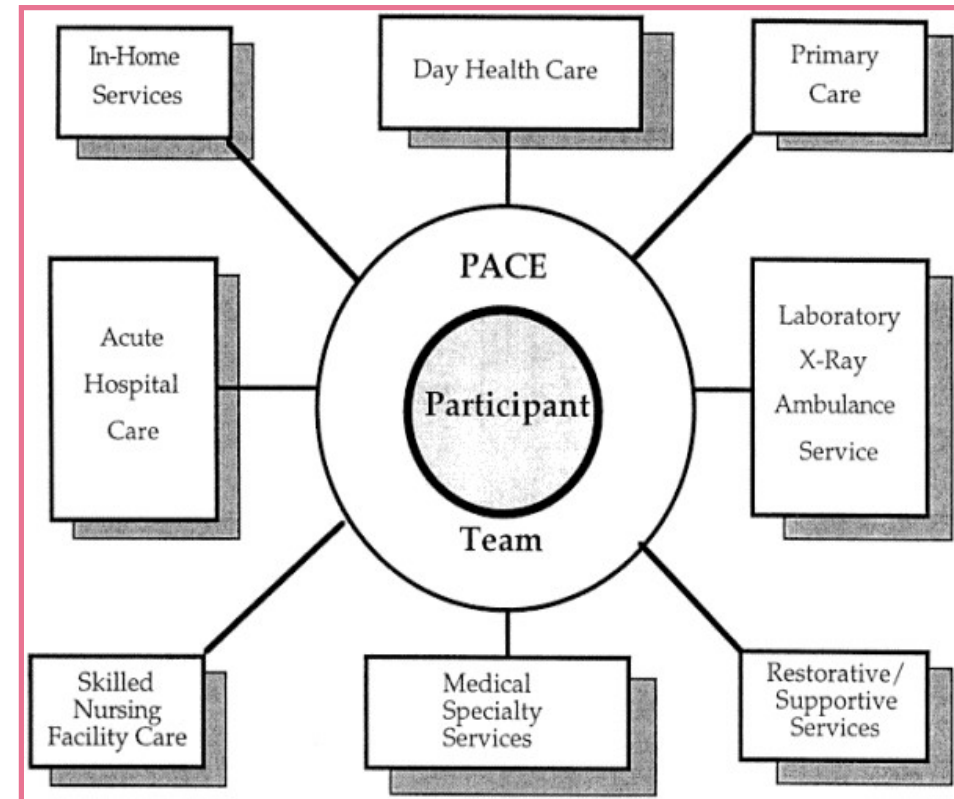 In-Home
Services
Day Health Care
Primary
Care
PACE
Participant
Team
Acute
Hospital
Care
Laboratory
X-Ray
Ambulance
Service
Skilled
Nursing
Facility Care
Medical
Specialty
Services
Restorative/
Supportive
Services